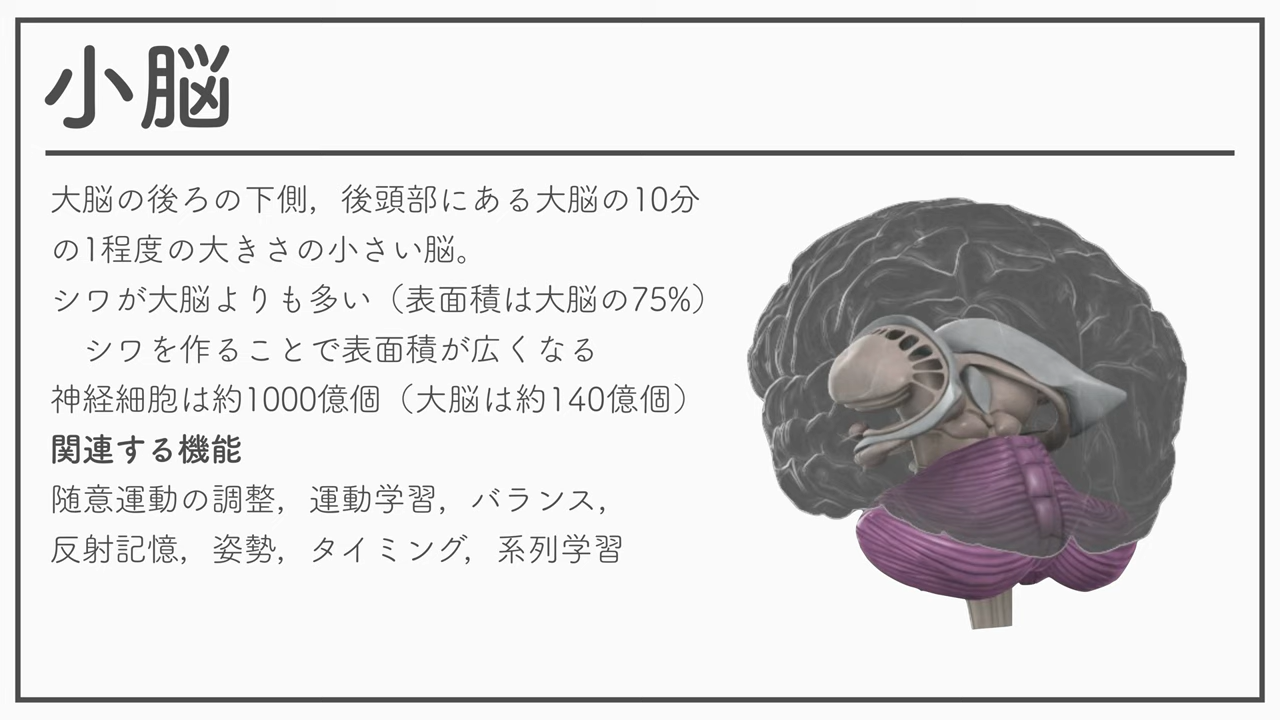 小脳
大脳の後ろの下側，後頭部にある大脳の10分
の1程度の大きさの小さい脳。
シワが大脳よりも多い（表面積は大脳の75%）
　シワを作ることで表面積が広くなる
神経細胞は約1000億個（大脳は約140億個）
関連する機能
随意運動の調整，運動学習，バランス，
反射記憶，姿勢，タイミング，系列学習